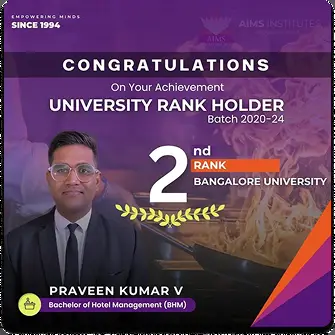 EMPOWERING MINDS
SINCE 1994
AIMS INSTITUTES
AIMS
CONGRATULATIONS
On Your Achievement
UNIVERSITY RANK HOLDER
Batch 2020-24
2nd
RANK
BANGALORE UNIVERSITY
PRAVEEN KUMAR V
Bachelor of Hotel Management (BHM)